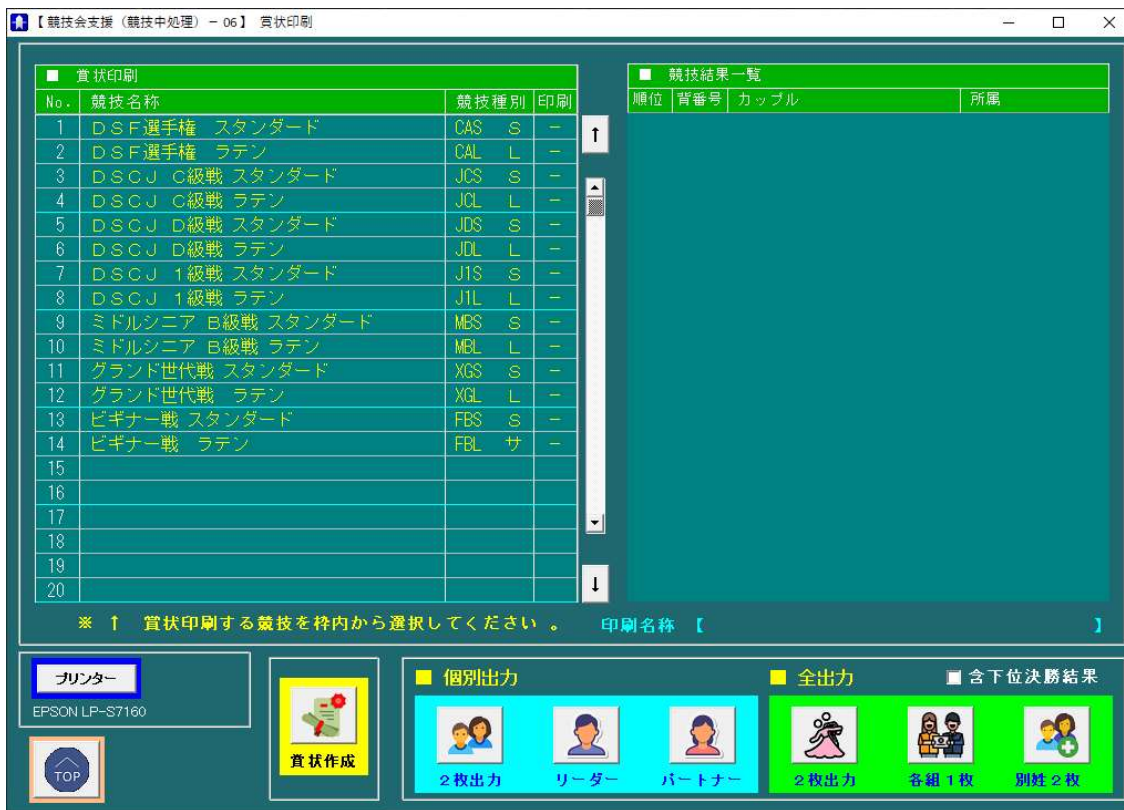 【 競技会支援（競技中処理）－ 06 】 賞状印刷
■ 賞状印刷
No. 競技名称 競技種別 印刷
1 ＤＳＦ選手権　スタンダード CAS S －
2 ＤＳＦ選手権　ラテン CAL L －
3 ＤＳＣＪ　Ｃ級戦 スタンダード JCS S －
4 ＤＳＣＪ　Ｃ級戦 ラテン JCL L －
5 ＤＳＣＪ　Ｄ級戦 スタンダード JDS S －
6 ＤＳＣＪ　Ｄ級戦 ラテン JDL L －
7 ＤＳＣＪ　１級戦 スタンダード J1S S －
8 ＤＳＣＪ　１級戦 ラテン J1L L －
9 ミドルシニア Ｂ級戦 スタンダード MBS S －
10 ミドルシニア Ｂ級戦 ラテン MBL L －
11 グランド世代戦 スタンダード XGS S －
12 グランド世代戦　ラテン XGL L －
13 ビギナー戦 スタンダード FBS S －
14 ビギナー戦　ラテン FBL サ －
15
16
17
18
19
20
↑
↓
■ 競技結果一覧
順位 背番号 カップル 所属
※ ↑ 賞状印刷する競技を枠内から選択してください 。
印刷名称 【 】
プリンター
EPSON LP-S7160
TOP
賞状作成
■ 個別出力
２枚出力 リーダー パートナー
■ 全出力 含下位決勝結果
２枚出力 各組１枚 別姓２枚